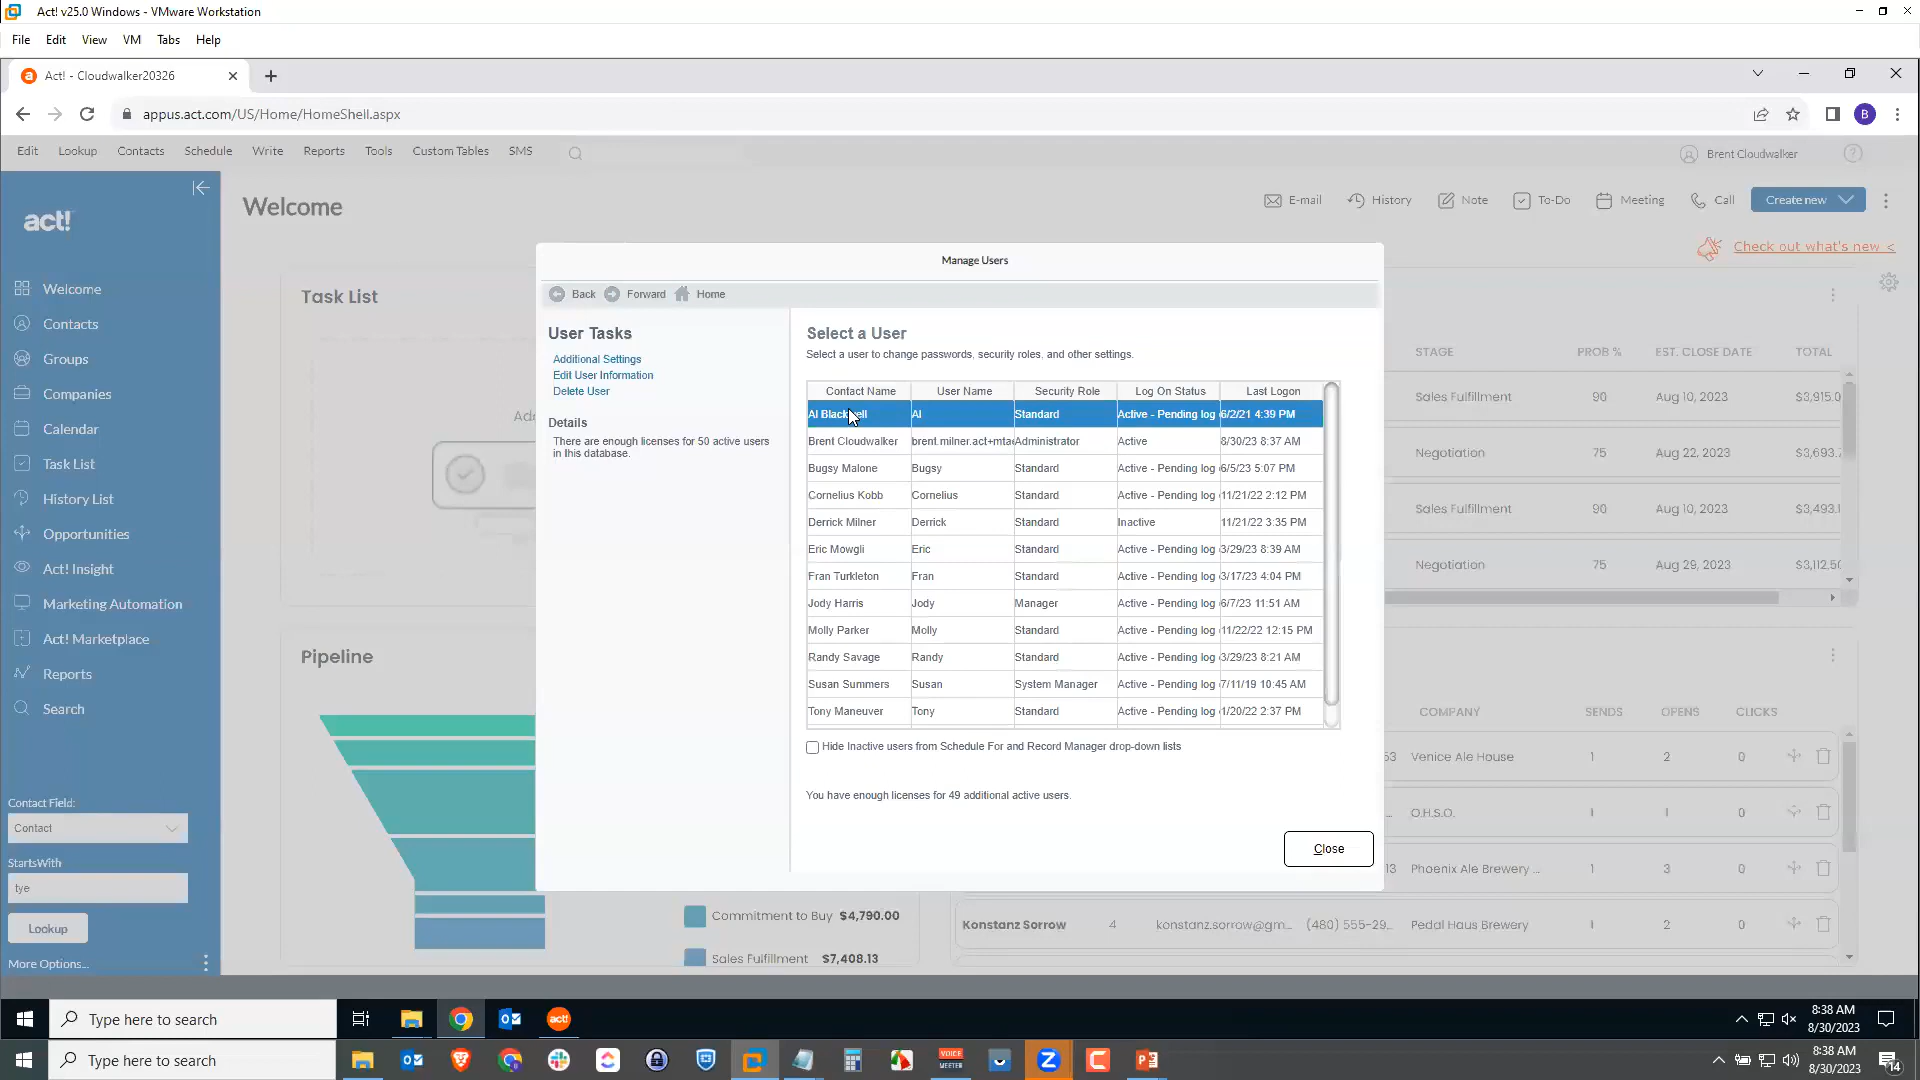 Act! v25.0 Windows - VMware Workstation
File Edit View VM Tabs Help
Act! - Cloudwalker20326
appus.act.com/US/Home/HomeShell.aspx
B
Edit Lookup Contacts Schedule Write Reports Tools Custom Tables SMS
Brent Cloudwalker
act!
Welcome
E-mail History Note To-Do Meeting Call Create new
Check out what's new <
Welcome
Contacts
Groups
Companies
Calendar
Task List
History List
Opportunities
Act! Insight
Marketing Automation
Act! Marketplace
Reports
Search
Contact Field:
Contact
StartsWith
tye
Lookup
More Options...
Task List
Pipeline
Manage Users
Back Forward Home
User Tasks
Additional Settings
Edit User Information
Delete User
Details
There are enough licenses for 50 active users
in this database.
Select a User
Select a user to change passwords, security roles, and other settings.
Contact Name User Name Security Role Log On Status Last Logon
Al Al Standard Active - Pending log 6/2/21 4:39 PM
Brent Cloudwalker brent.milner.act+mta Administrator Active 8/30/23 8:37 AM
Bugsy Malone Bugsy Standard Active - Pending log 6/5/23 5:07 PM
Cornelius Kobb Cornelius Standard Active - Pending log 11/21/22 2:12 PM
Derrick Milner Derrick Standard Inactive 11/21/22 3:35 PM
Eric Mowgli Eric Standard Active - Pending log 3/29/23 8:39 AM
Fran Turkleton Fran Standard Active - Pending log 3/17/23 4:04 PM
Jody Harris Jody Manager Active - Pending log 6/7/23 11:51 AM
Molly Parker Molly Standard Active - Pending log 11/22/22 12:15 PM
Randy Savage Randy Standard Active - Pending log 3/29/23 8:21 AM
Susan Summers Susan System Manager Active - Pending log 7/11/19 10:45 AM
Tony Maneuver Tony Standard Active - Pending log 1/20/22 2:37 PM
Hide Inactive users from Schedule For and Record Manager drop-down lists
You have enough licenses for 49 additional active users.
Close
STAGE PROB % EST. CLOSE DATE TOTAL
Sales Fulfillment 90 Aug 10, 2023 $3,915.0
Negotiation 75 Aug 22, 2023 $3,693.
Sales Fulfillment 90 Aug 10, 2023 $3,493.1
Negotiation 75 Aug 29, 2023 $3,112.50
COMPANY SENDS OPENS CLICKS
53 Venice Ale House 1 2 0
... O.H.S.O. 1 1 0
13 Phoenix Ale Brewery ... 1 3 0
Konstanz Sorrow 4 konstanz.sorrow@gm... (480) 555-29... Pedal Haus Brewery 1 2 0
Commitment to Buy $4,790.00
Sales Fulfillment $7,408.13
Type here to search
act!
8:38 AM
8/30/2023
Type here to search
VOICE
MEETER
8:38 AM
8/30/2023
14